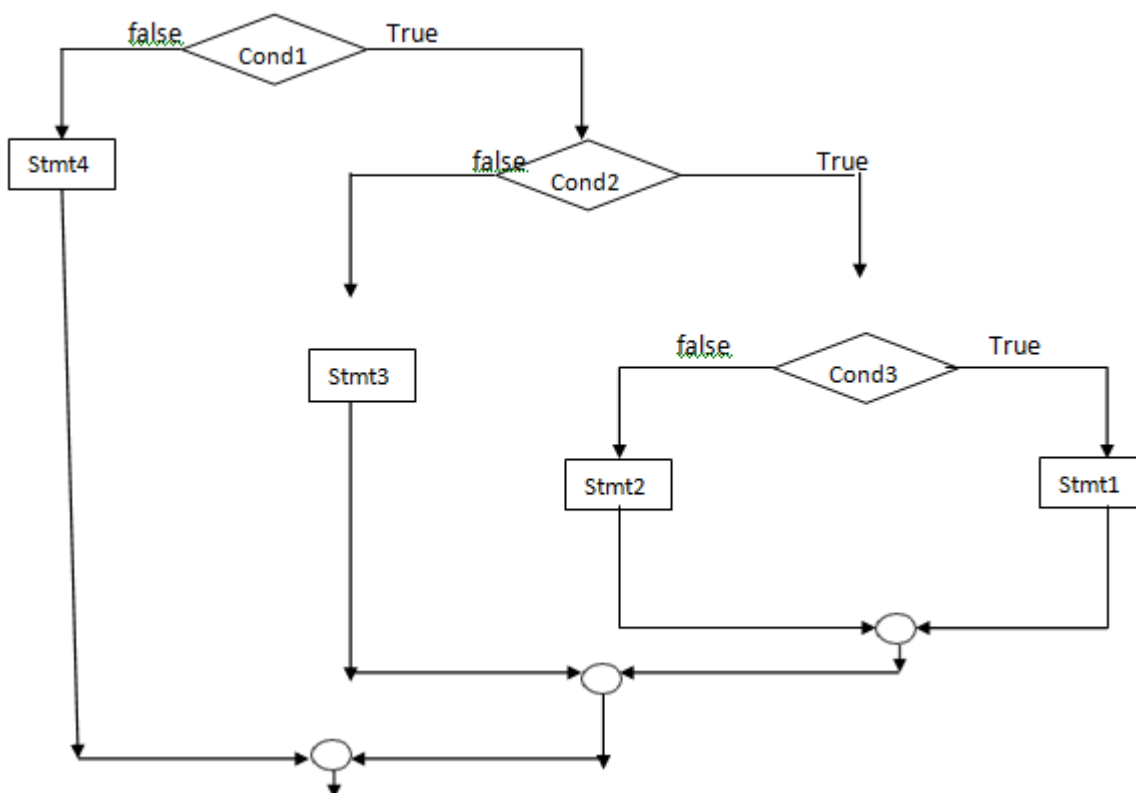 false
True
Cond1
Stmt4
false
True
Cond2
false
True
Stmt3
Cond3
Stmt2
Stmt1